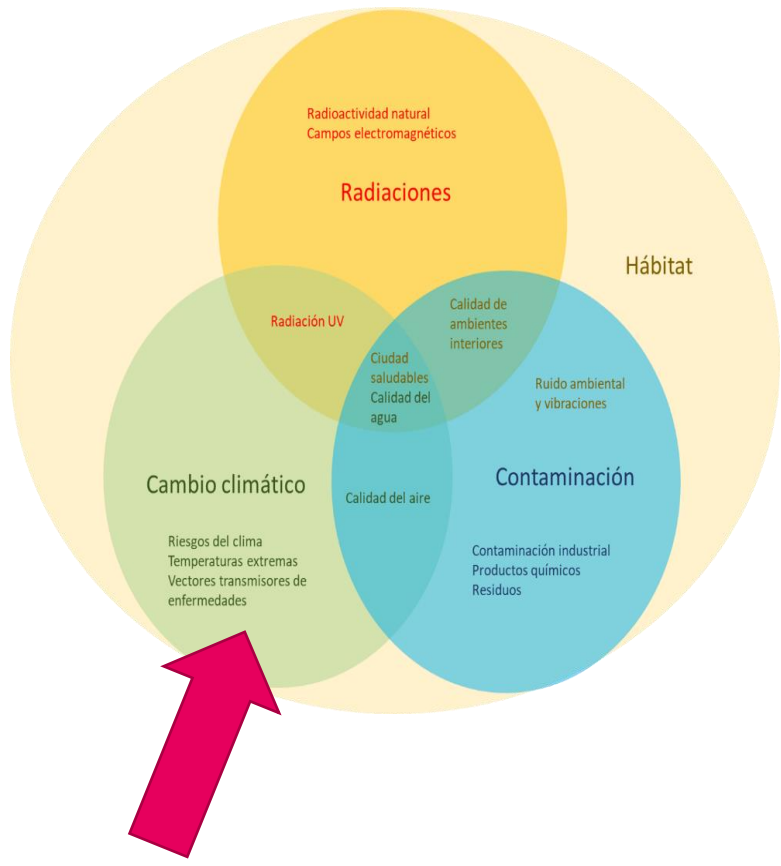 Radioactividad natural
Campos electromagnéticos
Radiaciones
Hábitat
Radiación UV
Calidad de
ambientes
interiores
Ciudad
saludables
Calidad del
agua
Ruido ambiental
y vibraciones
Cambio climático
Calidad del aire
Contaminación
Riesgos del clima
Temperaturas extremas
Vectores transmisores de
enfermedades
Contaminación industrial
Productos químicos
Residuos